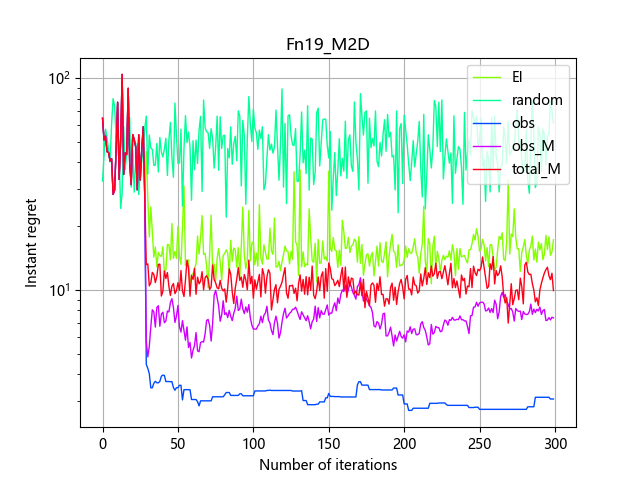 Fn19_M2D
Instant regret
10²
10¹
EI
random
obs
obs_M
total_M
0 50 100 150 200 250 300
Number of iterations